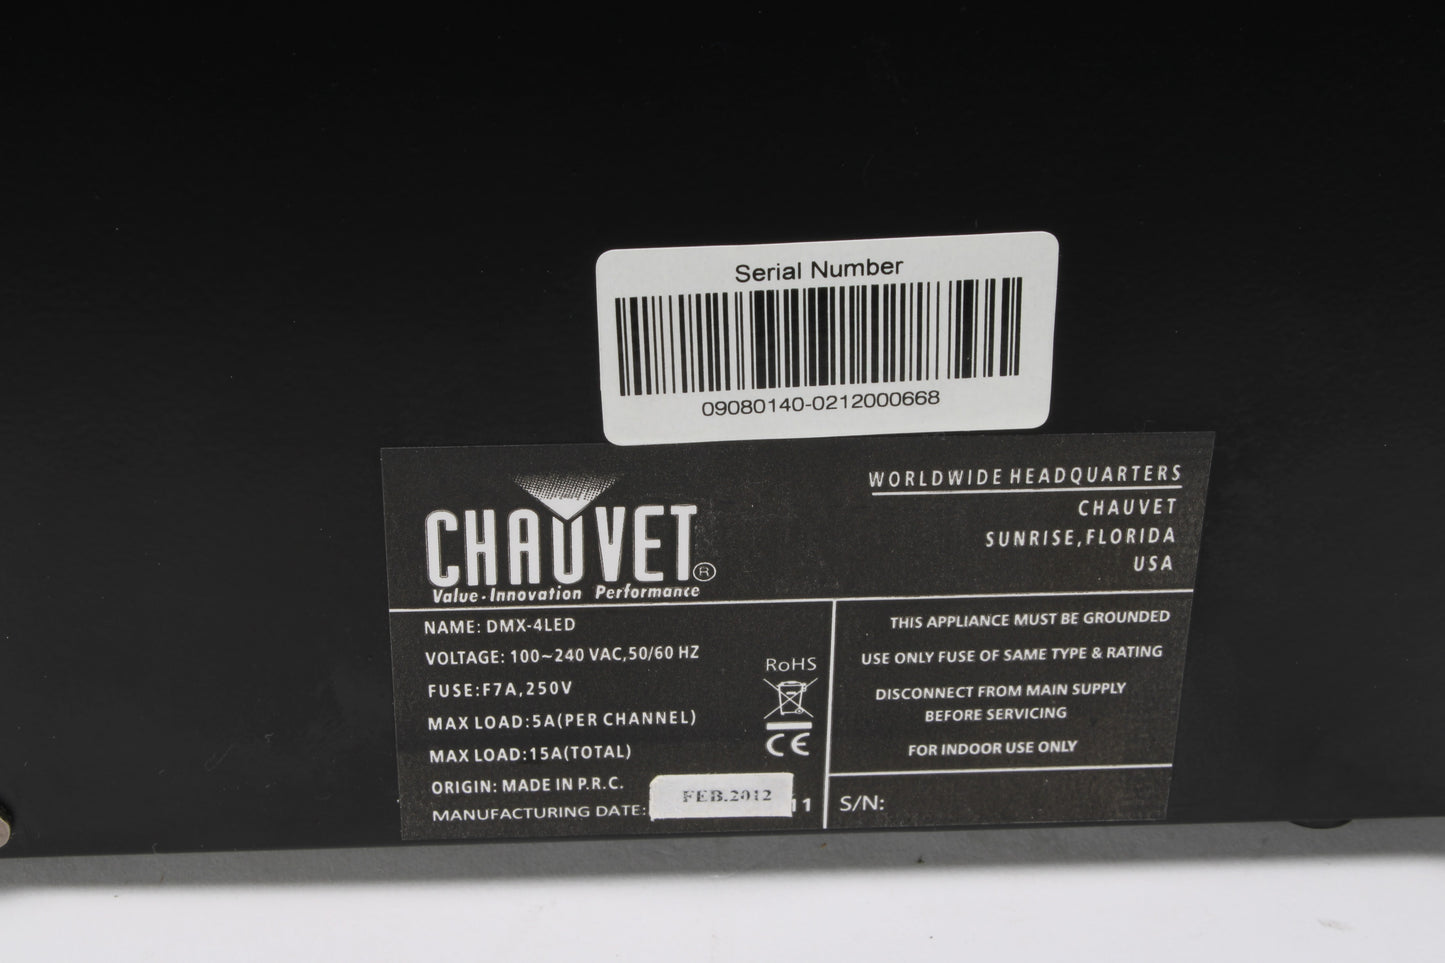 Serial Number
09080140-0212000668
CHAUVET®
Value-Innovation Performance
WORLDWIDE HEADQUARTERS
CHAUVET
SUNRISE,FLORIDA
USA
NAME: DMX-4LED
VOLTAGE: 100~240 VAC,50/60 HZ
FUSE:F7A,250V
MAX LOAD:5A(PER CHANNEL)
MAX LOAD:15A(TOTAL)
ORIGIN: MADE IN P.R.C.
MANUFACTURING DATE: FEB.2012 11
RoHS
CE
THIS APPLIANCE MUST BE GROUNDED
USE ONLY FUSE OF SAME TYPE & RATING
DISCONNECT FROM MAIN SUPPLY
BEFORE SERVICING
FOR INDOOR USE ONLY
S/N: